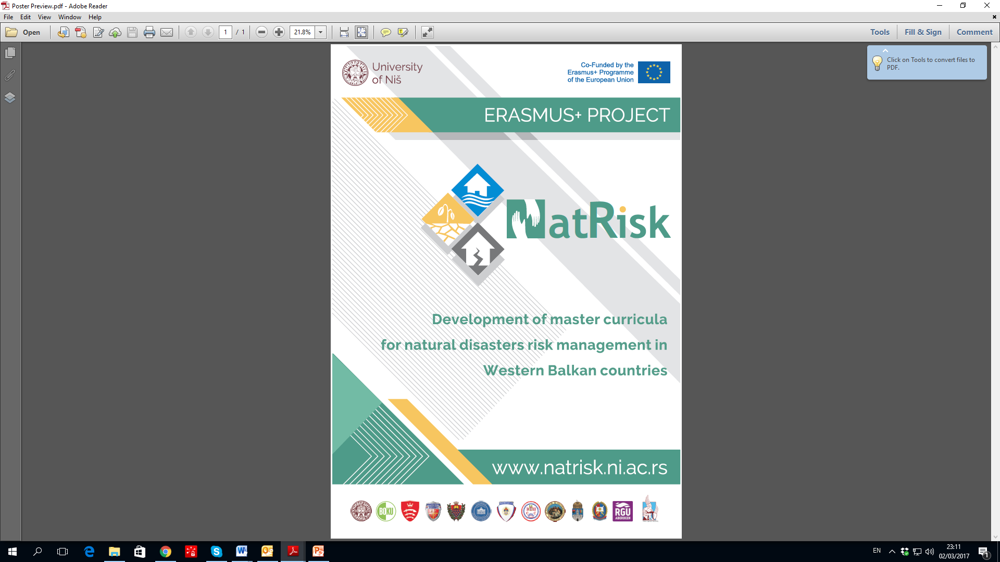 Poster Preview.pdf - Adobe Reader
File Edit View Window Help
Open
1 / 1
21.8%
Tools Fill & Sign Comment
Click on Tools to convert files to
PDF.
University
of Niš
Co-Funded by the
Erasmus+ Programme
of the European Union
ERASMUS+ PROJECT
NatRisk
Development of master curricula
for natural disasters risk management in
Western Balkan countries
www.natrisk.ni.ac.rs
BOKU
RGU
ABERDEEN
EN
23:11
02/03/2017
1